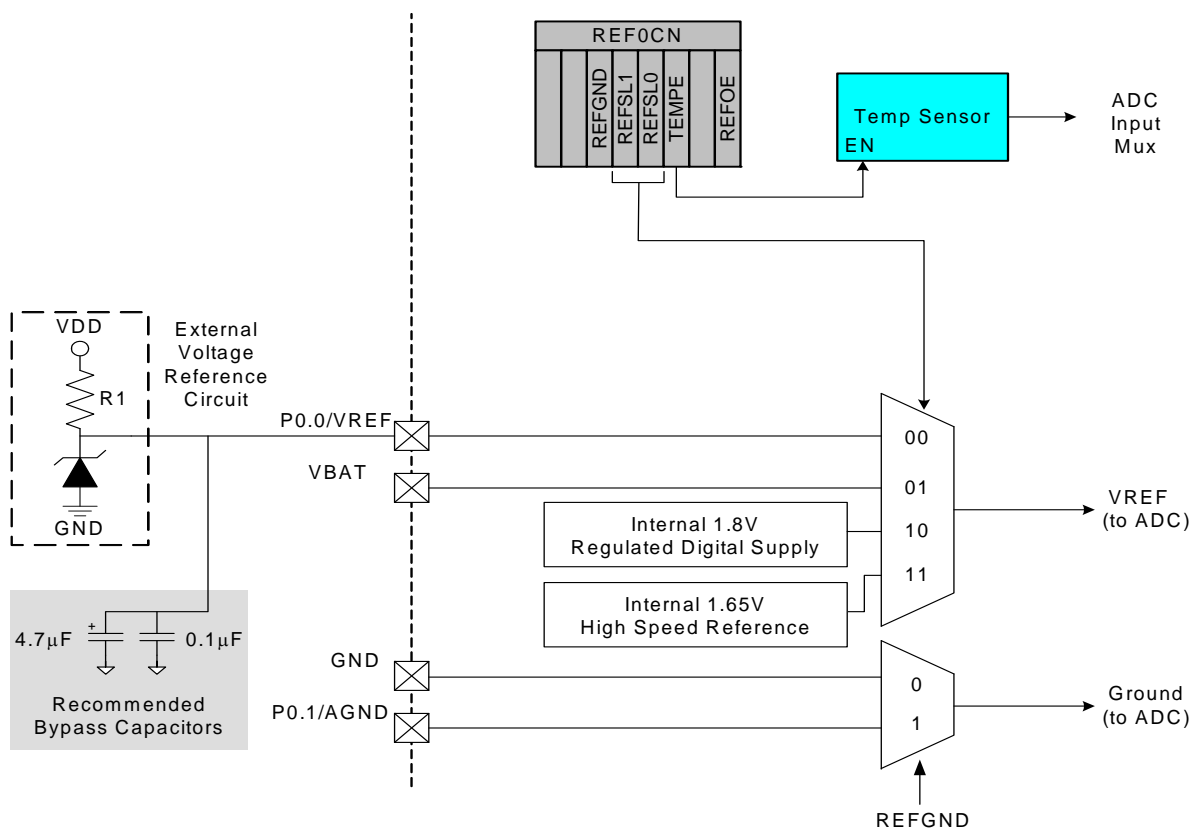 REF0CN
REFGND
REFSL1
REFSL0
TEMPE
REFOE
Temp Sensor
EN
ADC
Input
Mux
VDD
R1
GND
External
Voltage
Reference
Circuit
P0.0/VREF
VBAT
00
01
10
11
Internal 1.8V
Regulated Digital Supply
Internal 1.65V
High Speed Reference
VREF
(to ADC)
4.7µF
+
0.1µF
Recommended
Bypass Capacitors
GND
P0.1/AGND
0
1
Ground
(to ADC)
REFGND